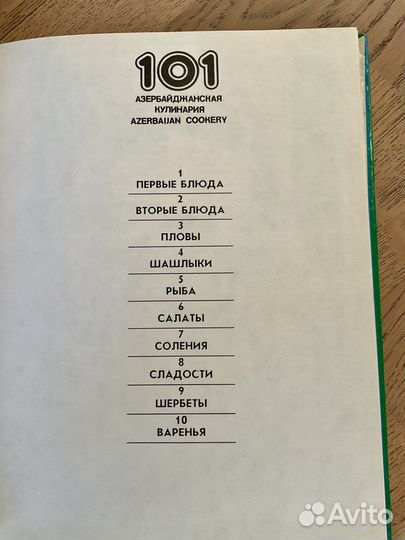 101
АЗЕРБАЙДЖАНСКАЯ
КУЛИНАРИЯ
AZERBAIJAN COOKERY
1
ПЕРВЫЕ БЛЮДА
2
ВТОРЫЕ БЛЮДА
3
ПЛОВЫ
4
ШАШЛЫКИ
5
РЫБА
6
САЛАТЫ
7
СОЛЕНИЯ
8
СЛАДОСТИ
9
ШЕРБЕТЫ
10
ВАРЕНЬЯ
Avito